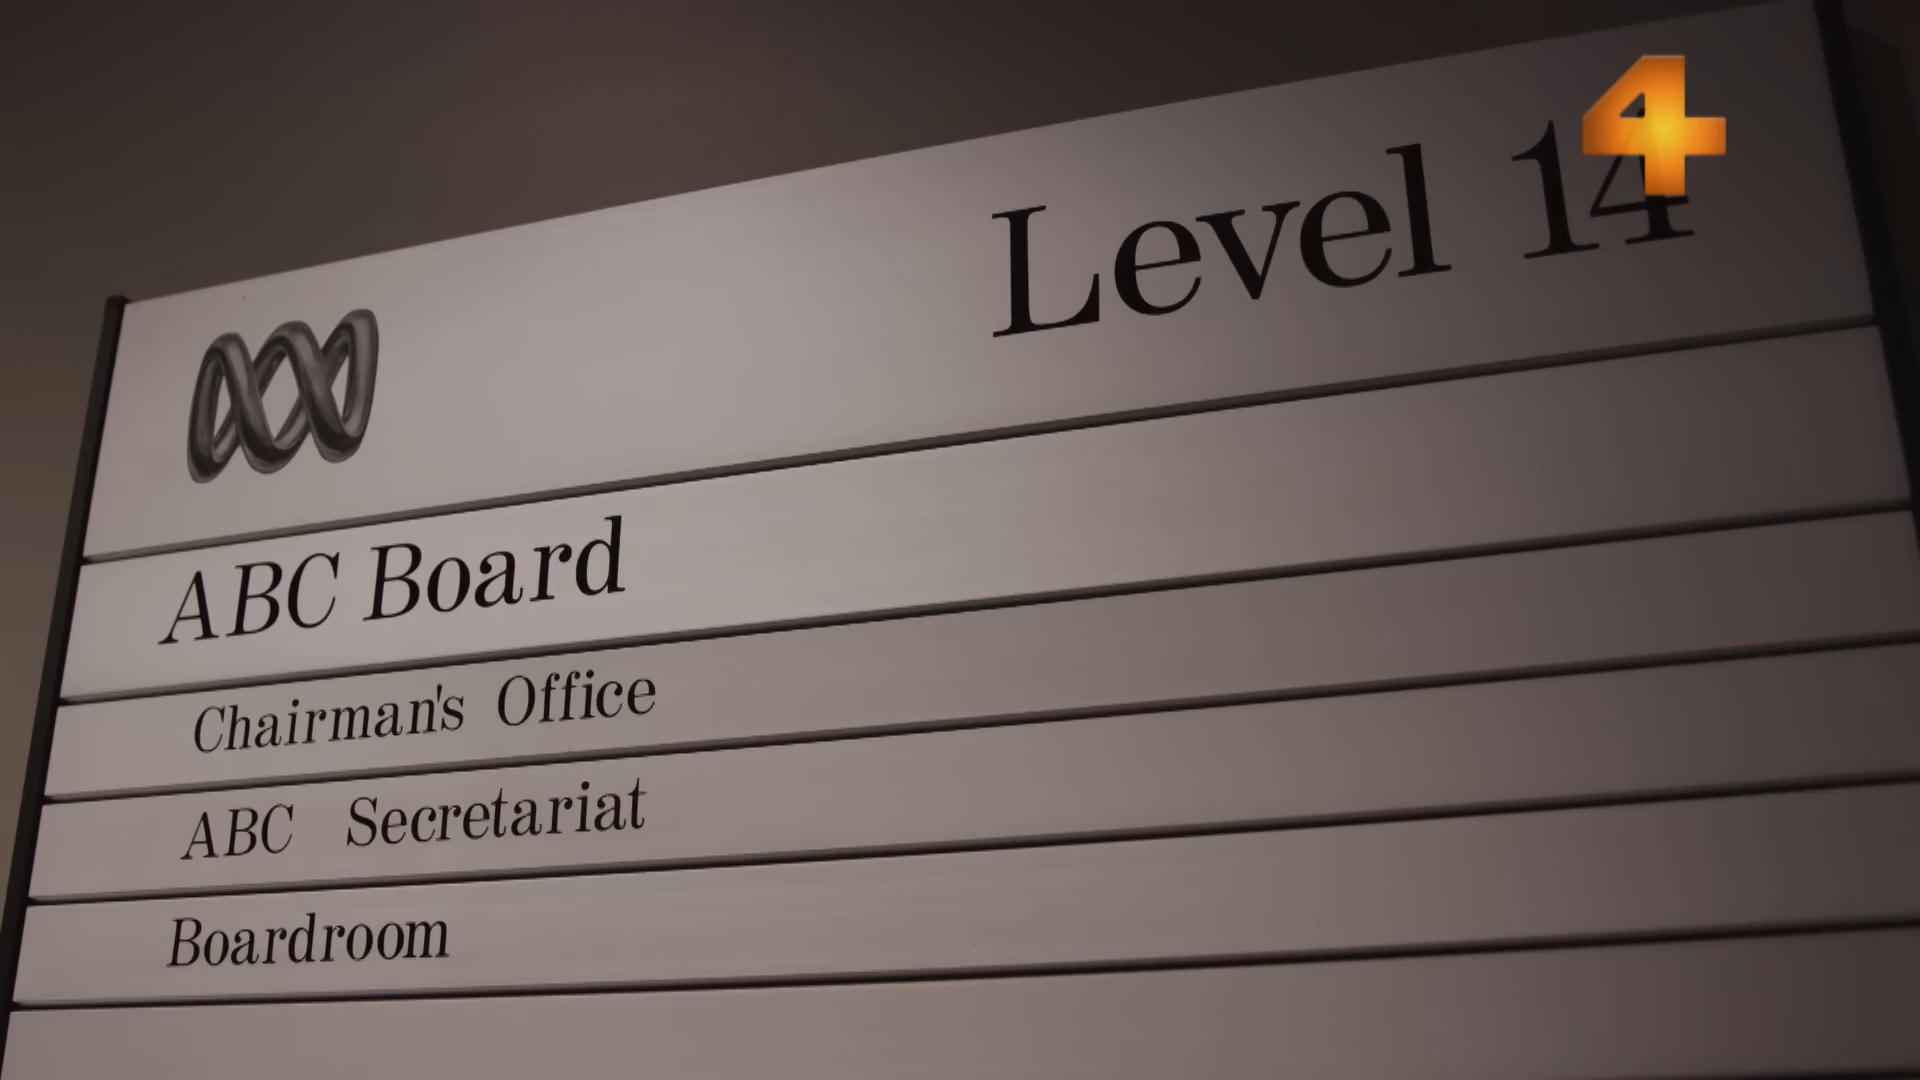 4
Level 14
ABC Board
Chairman's Office
ABC Secretariat
Boardroom